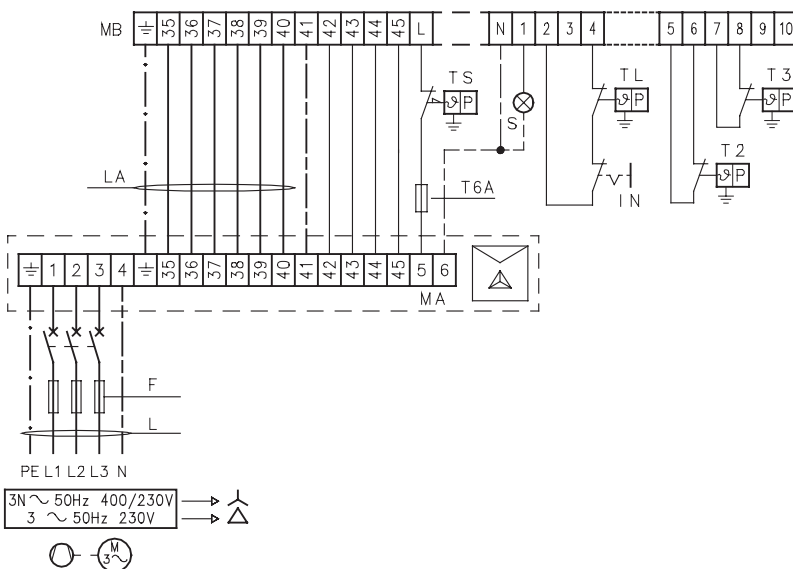 MB 35 36 37 38 39 40 41 42 43 44 45 L N 1 2 3 4 5 6 7 8 9 10
TS ϑ P
TL ϑ P
T3 ϑ P
S
T2 ϑ P
LA
T6A
IN
1 2 3 4 35 36 37 38 39 40 41 42 43 44 45 5 6
MA
F
L
PE L1 L2 L3 N
3N ~ 50Hz 400/230V
3 ~ 50Hz 230V
M
3~